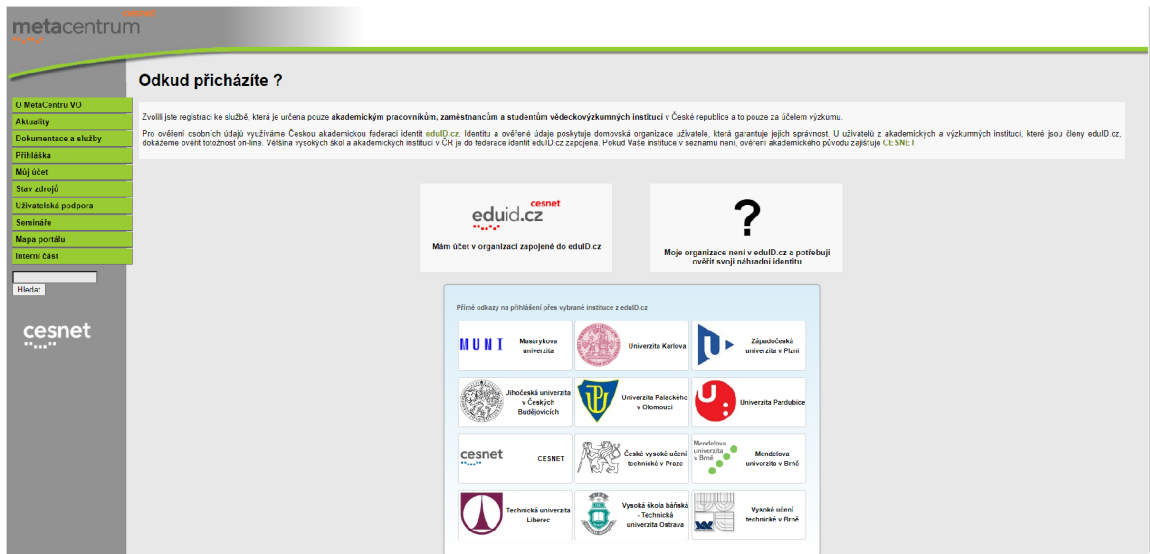 cesnet
metacentrum
Odkud přicházíte ?
O MetaCentru VO
Aktuality
Dokumentace a služby
Přihláška
Můj účet
Stav zdrojů
Uživatelská podpora
Semináře
Mapa portálu
Interní část
Hledat
cesnet
Zvolili jste registraci ke službě, která je určena pouze akademickým pracovníkům, zaměstnancům a studentům vědeckovýzkumných institucí v České republice a to pouze za účelem výzkumu.
Pro ověření osobních údajů využíváme Českou akademickou federaci identit eduID.cz. Identitu a ověřené údaje poskytuje domovská organizace uživatele, která garantuje jejich správnost. U uživatelů z akademických a výzkumných institucí, které jsou členy eduID.cz,
dokážeme ověřit totožnost on-line. Většina vysokých škol a akademických institucí v ČR je do federace identit eduID.cz zapojena. Pokud Vaše instituce v seznamu není, ověření akademického původu zajišťuje CESNET
cesnet
eduid.cz
Mám účet v organizaci zapojené do eduID.cz
?
Moje organizace není v eduID.cz a potřebuji
ověřit svojí náhradní identitu
Přímé odkazy na přihlášení přes vybrané instituce z eduID.cz
MUNI
Masarykova
univerzita
Univerzita Karlova
Západočeská
univerzita v Plzni
Jihočeská univerzita
v Českých
Budějovicích
Univerzita Palackého
v Olomouci
Univerzita Pardubice
cesnet
CESNET
České vysoké učení
technické v Praze
Mendelova
univerzita
v Brně
Mendelova
univerzita v Brně
Technická univerzita
Liberec
Vysoká škola báňská
- Technická
univerzita Ostrava
Vysoké učení
technické v Brně